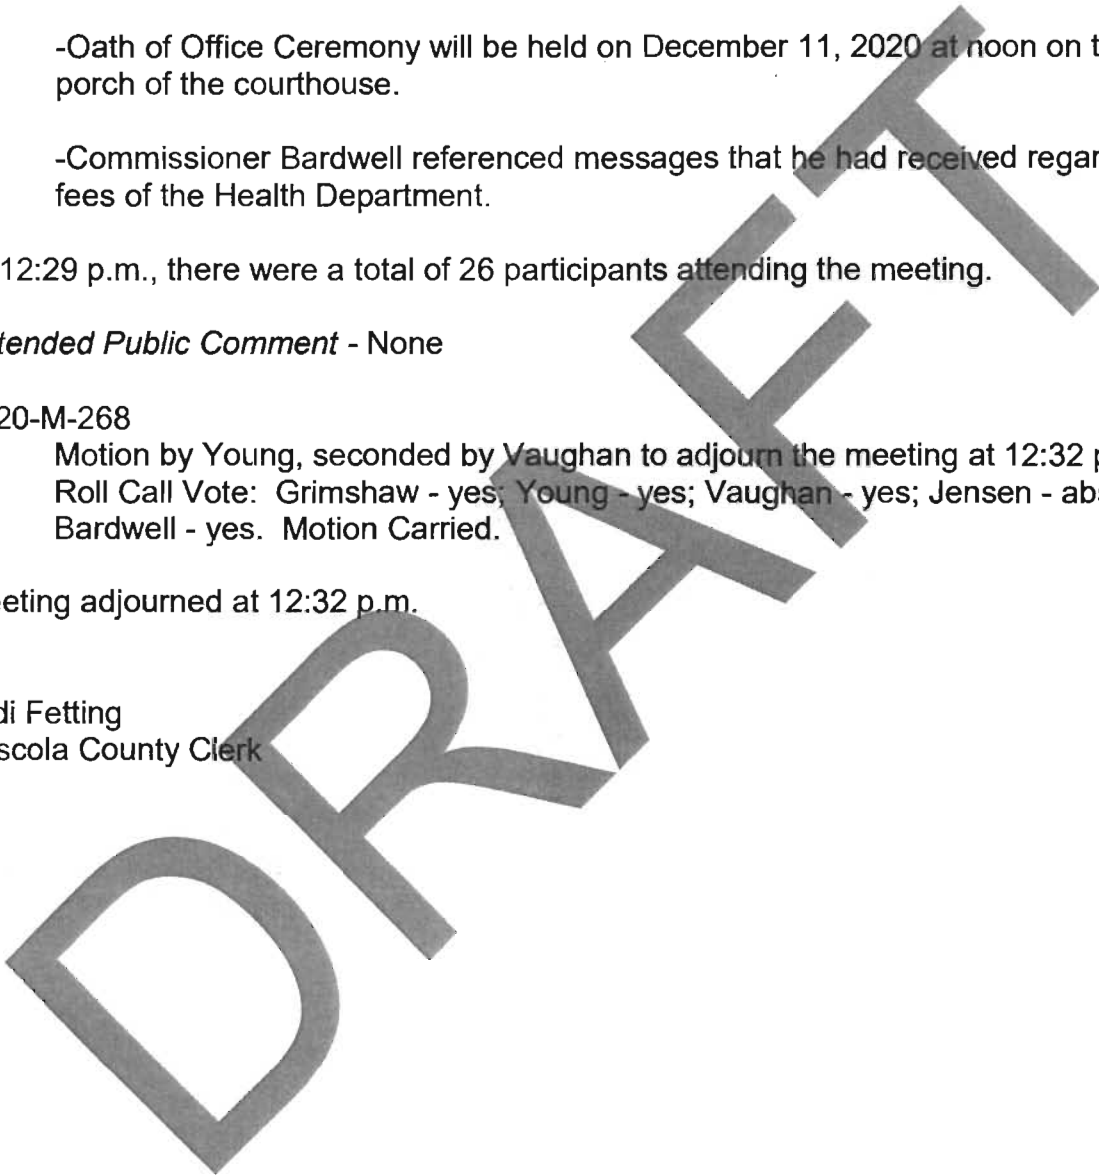 -Oath of Office Ceremony will be held on December 11, 2020 at noon on t
porch of the courthouse.
-Commissioner Bardwell referenced messages that he had received regar
fees of the Health Department.
12:29 p.m., there were a total of 26 participants attending the meeting.
tended Public Comment - None
20-M-268
Motion by Young, seconded by Vaughan to adjourn the meeting at 12:32 p
Roll Call Vote: Grimshaw - yes; Young - yes; Vaughan - yes; Jensen - abs
Bardwell - yes. Motion Carried.
eting adjourned at 12:32 p.m.
di Fetting
scola County Clerk
DRAFT